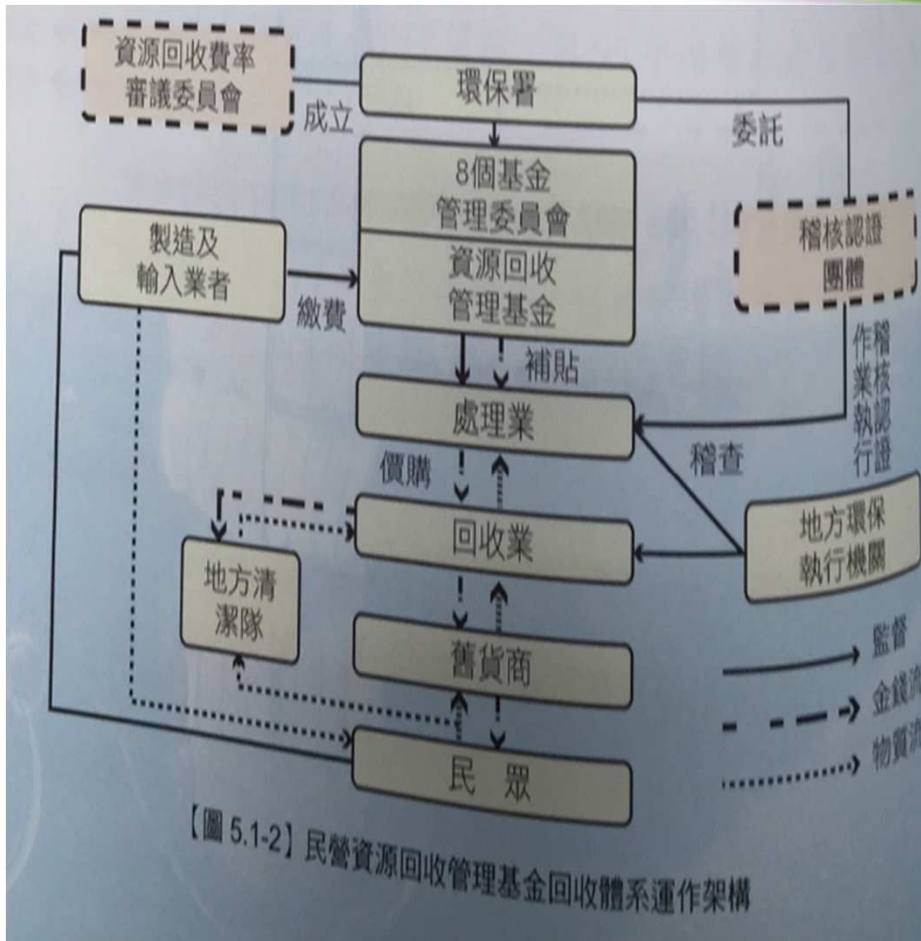 資源回收費率
審議委員會
成立
環保署
委託
8個基金
管理委員會
資源回收
管理基金
製造及
輸入業者
繳費
稽核認證
團體
補貼
處理業
稽核認證
作業執行
價購
稽查
回收業
地方環保
執行機關
地方清
潔隊
舊貨商
民 眾
監督
金錢流
物質流
【圖 5.1-2】民營資源回收管理基金回收體系運作架構